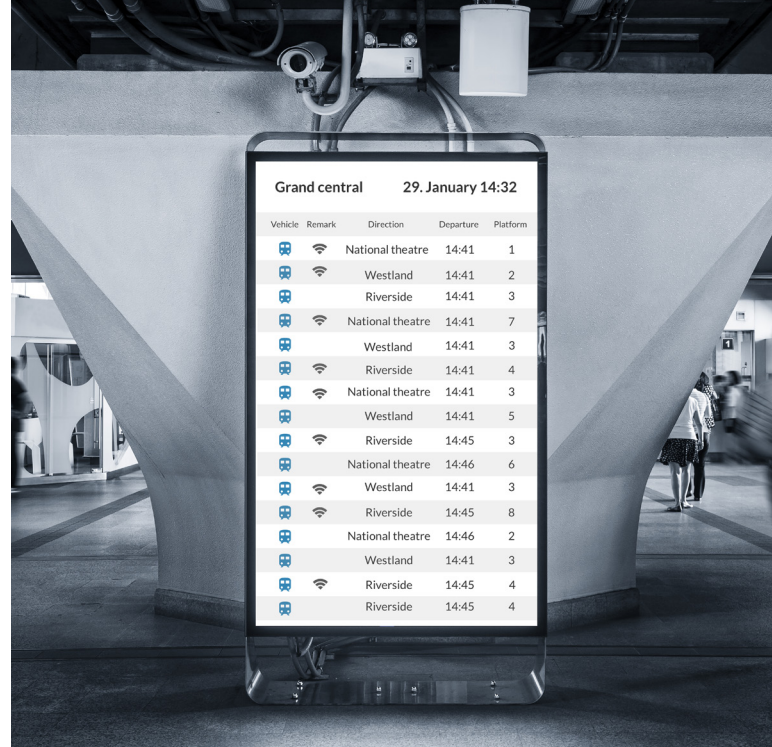 Grand central 29. January 14:32
Vehicle Remark Direction Departure Platform
National theatre 14:41 1
Westland 14:41 2
Riverside 14:41 3
National theatre 14:41 7
Westland 14:41 3
Riverside 14:41 4
National theatre 14:41 3
Westland 14:41 5
Riverside 14:45 3
National theatre 14:46 6
Westland 14:41 3
Riverside 14:45 8
National theatre 14:46 2
Westland 14:41 3
Riverside 14:45 4
Riverside 14:45 4
1